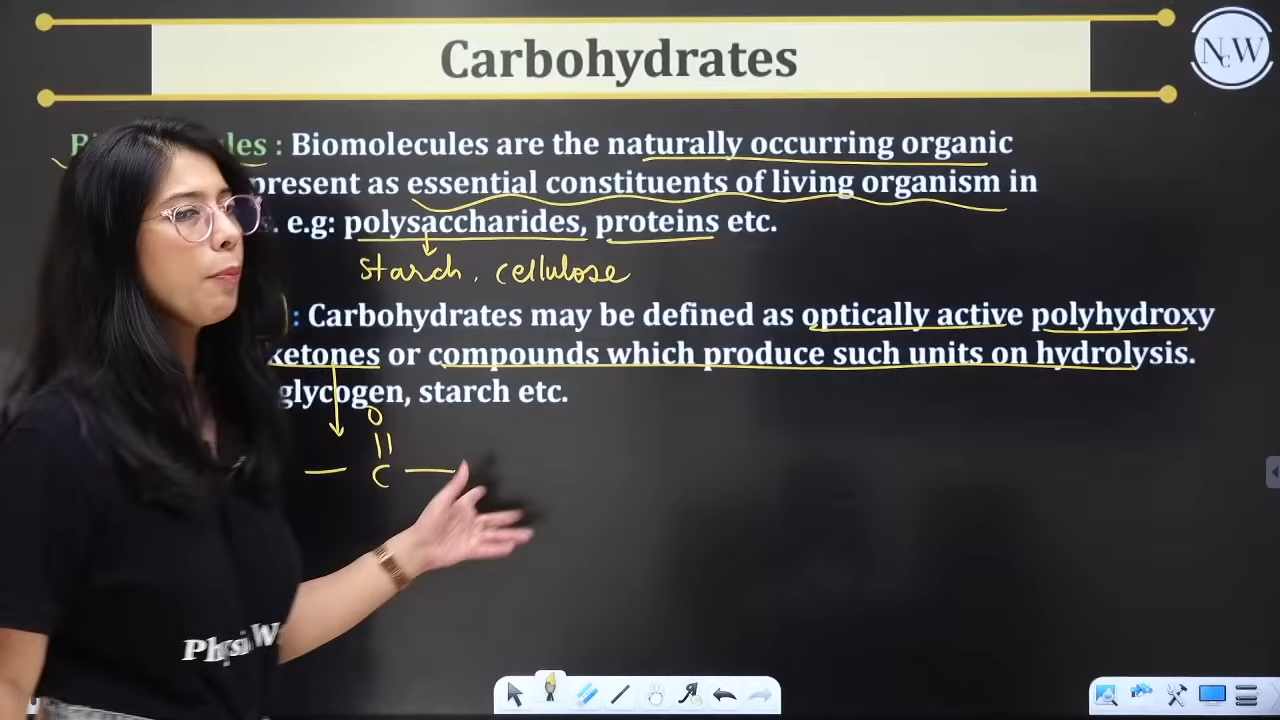 Carbohydrates
NCW
: Biomolecules are the naturally occurring organic
present as essential constituents of living organism in
e.g: polysaccharides, proteins etc.
starch, cellulose
: Carbohydrates may be defined as optically active polyhydroxy
ketones or compounds which produce such units on hydrolysis.
glycogen, starch etc.
O
C